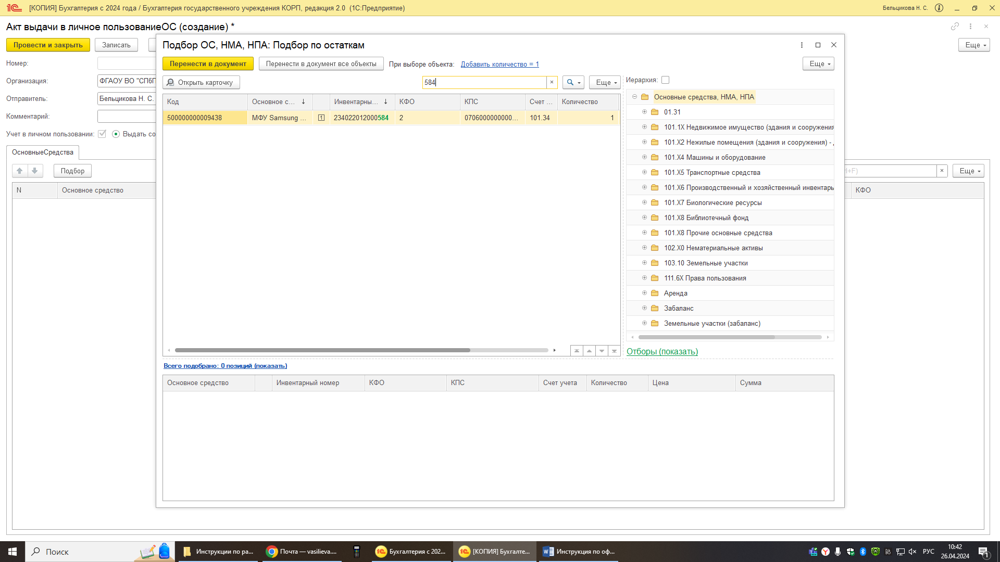 [КОПИЯ] Бухгалтерия с 2024 года / Бухгалтерия государственного учреждения КОРП, редакция 2.0 (1С:Предприятие)
Бельцикова Н. С.
Акт выдачи в личное пользованиеОС (создание) *
Провести и закрыть
Записать
Еще
Номер:
Организация:
ФГАОУ ВО "СПбП
Отправитель:
Бельцикова Н. С.
Комментарий:
Учет в личном пользовании:
Выдать со
ОсновныеСредства
Подбор
l+F)
×
Еще
N
Основное средство
КФО
Подбор ОС, НМА, НПА: Подбор по остаткам
Перенести в документ
Перенести в документ все объекты
При выборе объекта:
Добавить количество = 1
Еще
Открыть карточку
584
×
Еще
Иерархия:
Код
Основное с...
Инвентарны...
КФО
КПС
Счет ...
Количество
500000000009438
МФУ Samsung ...
1
234022012000584
2
0706000000000...
101.34
1
Основные средства, НМА, НПА
01.31
101.1X Недвижимое имущество (здания и сооружения
101.X2 Нежилые помещения (здания и сооружения) -
101.X4 Машины и оборудование
101.X5 Транспортные средства
101.X6 Производственный и хозяйственный инвентарь
101.X7 Биологические ресурсы
101.X8 Библиотечный фонд
101.X8 Прочие основные средства
102.X0 Нематериальные активы
103.10 Земельные участки
111.6X Права пользования
Аренда
Забаланс
Земельные участки (забаланс)
Отборы (показать)
Всего подобрано: 0 позиций (показать)
Основное средство
Инвентарный номер
КФО
КПС
Счет учета
Количество
Цена
Сумма
Поиск
Инструкции по ра...
Почта — vasilieva....
Бухгалтерия с 202...
[КОПИЯ] Бухгалте...
Инструкция по оф...
РУС
10:42
26.04.2024
1